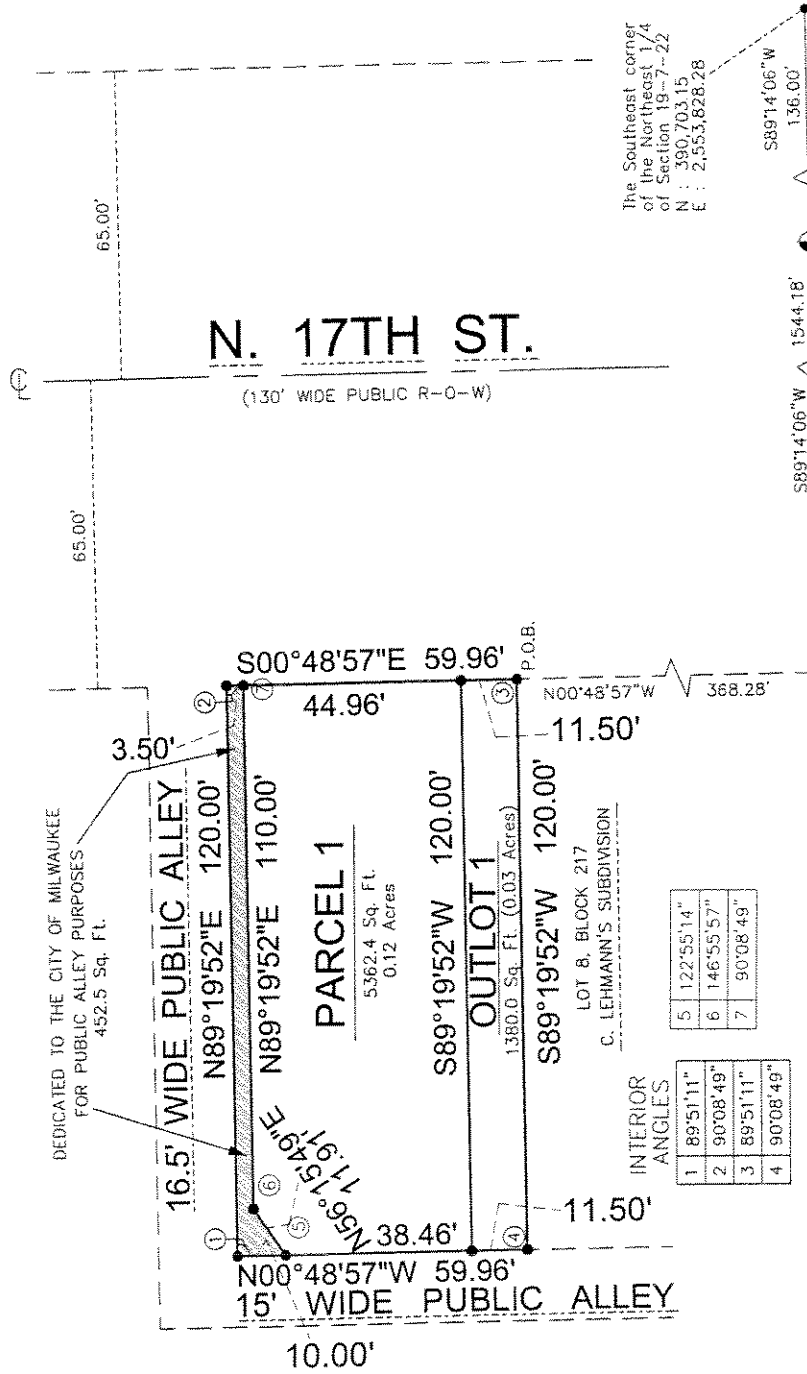 65.00'
65.00'
℄
N. 17TH ST.
(130' WIDE PUBLIC R-O-W)
The Southeast corner
of the Northeast 1/4
of Section 19-7-22
N : 390,703.15
E : 2,553,828.28
S89°14'06"W
136.00'
S89°14'06"W
1544.18'
DEDICATED TO THE CITY OF MILWAUKEE
FOR PUBLIC ALLEY PURPOSES
452.5 Sq. Ft.
16.5' WIDE PUBLIC ALLEY
3.50'
N89°19'52"E 120.00'
N89°19'52"E 110.00'
S00°48'57"E 59.96'
44.96'
PARCEL 1
5362.4 Sq. Ft.
0.12 Acres
N56°15'49"E
11.91'
38.46'
N00°48'57"W 59.96'
15' WIDE PUBLIC ALLEY
10.00'
S89°19'52"W 120.00'
OUTLOT 1
1380.0 Sq. Ft. (0.03 Acres)
S89°19'52"W 120.00'
11.50'
11.50'
P.O.B.
N00°48'57"W
368.28'
LOT 8, BLOCK 217
C. LEHMANN'S SUBDIVISION
1
2
3
4
5
6
7
INTERIOR
ANGLES
1 89°51'11"
2 90°08'49"
3 89°51'11"
4 90°08'49"
5 122°55'14"
6 146°55'57"
7 90°08'49"